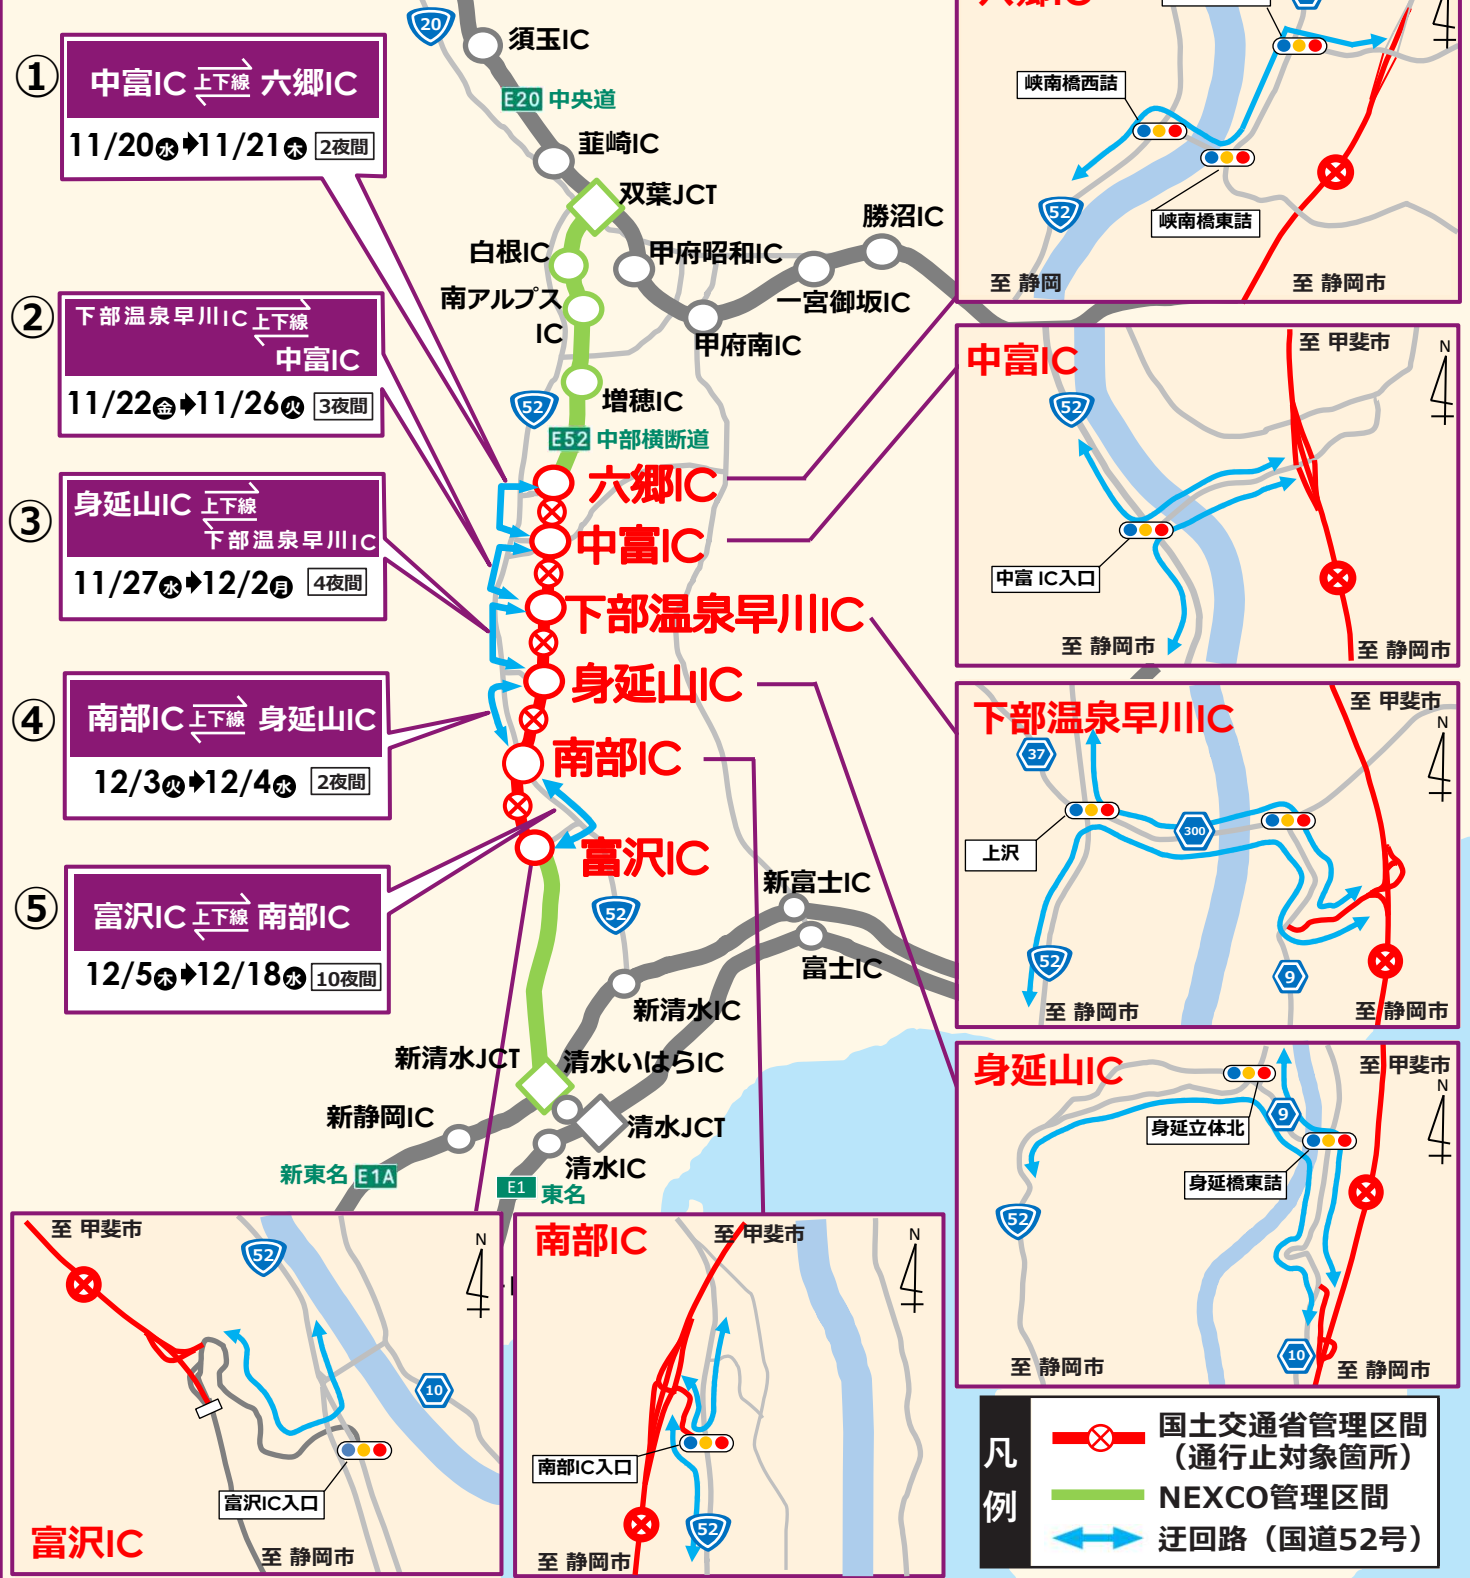 ①
中富IC 上下線 六郷IC
11/20水➧11/21木 2夜間
②
下部温泉早川IC 上下線
中富IC
11/22金➧11/26火 3夜間
③
身延山IC 上下線
下部温泉早川IC
11/27水➧12/2月 4夜間
④
南部IC 上下線 身延山IC
12/3火➧12/4水 2夜間
⑤
富沢IC 上下線 南部IC
12/5木➧12/18水 10夜間
20
須玉IC
E20 中央道
韮崎IC
双葉JCT
白根IC
甲府昭和IC
勝沼IC
南アルプス
IC
一宮御坂IC
甲府南IC
52
増穂IC
E52 中部横断道
六郷IC
中富IC
下部温泉早川IC
身延山IC
南部IC
富沢IC
52
新富士IC
富士IC
新清水IC
新清水JCT
清水いはらIC
新静岡IC
清水JCT
清水IC
新東名 E1A
E1 東名
六郷IC
峡南橋西詰
52
峡南橋東詰
至 静岡
至 静岡市
中富IC
至 甲斐市
N
52
中富 IC入口
至 静岡市
至 静岡市
下部温泉早川IC
至 甲斐市
N
37
300
上沢
52
9
至 静岡市
至 静岡市
身延山IC
至 甲斐市
N
9
身延立体北
身延橋東詰
52
10
至 静岡市
至 静岡市
至 甲斐市
52
N
10
富沢IC入口
富沢IC
至 静岡市
南部IC
至 甲斐市
N
南部IC入口
52
至 静岡市
凡例
国土交通省管理区間
（通行止対象箇所）
NEXCO管理区間
迂回路（国道52号）